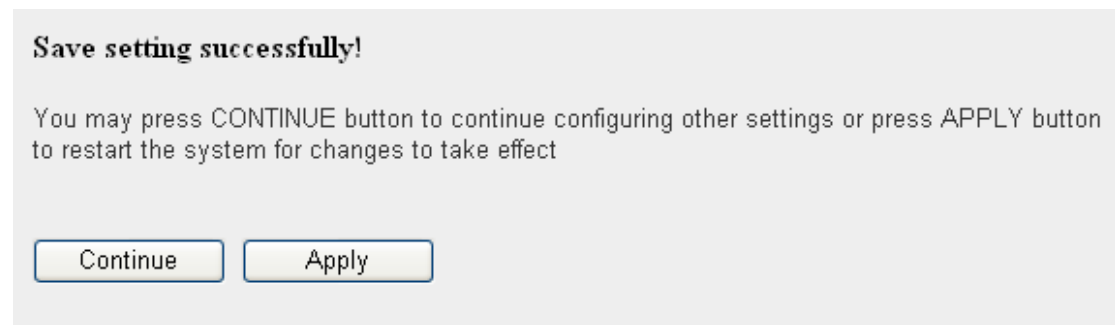 Save setting successfully!
You may press CONTINUE button to continue configuring other settings or press APPLY button
to restart the system for changes to take effect
Continue
Apply